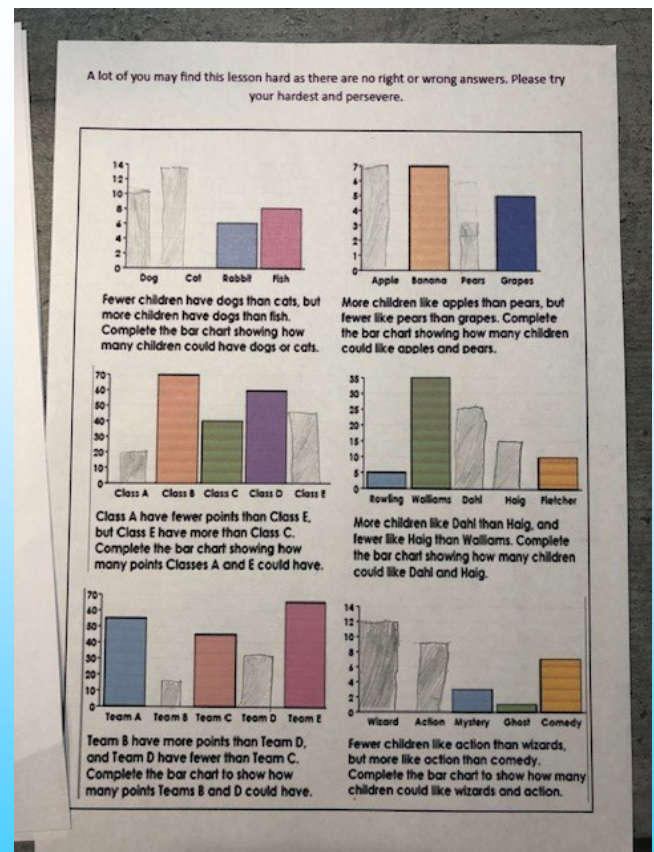 A lot of you may find this lesson hard as there are no right or wrong answers. Please try
your hardest and persevere.
14
12
10
8
6
4
2
0
Dog Cat Rabbit Fish
Fewer children have dogs than cats, but
more children have dogs than fish.
Complete the bar chart showing how
many children could have dogs or cats.
7
6
5
4
3
2
1
0
Apple Banana Pears Grapes
More children like apples than pears, but
fewer like pears than grapes. Complete
the bar chart showing how many children
could like apples and pears.
70
60
50
40
30
20
10
0
Class A Class B Class C Class D Class E
Class A have fewer points than Class E,
but Class E have more than Class C.
Complete the bar chart showing how
many points Classes A and E could have.
35
30
25
20
15
10
5
0
Rowling Walliams Dahl Haig Fletcher
More children like Dahl than Haig, and
fewer like Haig than Walliams. Complete
the bar chart showing how many children
could like Dahl and Haig.
70
60
50
40
30
20
10
0
Team A Team B Team C Team D Team E
Team B have more points than Team D,
and Team D have fewer than Team C.
Complete the bar chart to show how
many points Teams B and D could have.
14
12
10
8
6
4
2
0
Wizard Action Mystery Ghost Comedy
Fewer children like action than wizards,
but more like action than comedy.
Complete the bar chart to show how many
children could like wizards and action.